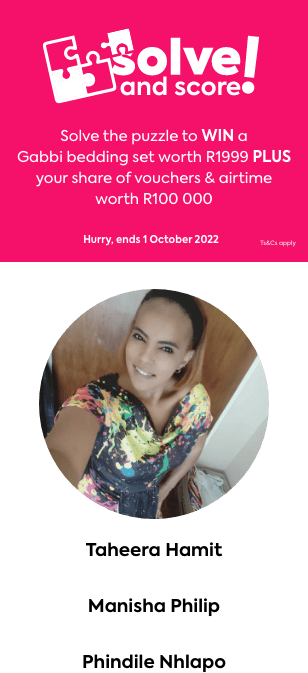 solve!
and score
Solve the puzzle to WIN a
Gabbi bedding set worth R1999 PLUS
your share of vouchers & airtime
worth R100 000
Hurry, ends 1 October 2022
Ts&Cs apply
Taheera Hamit
Manisha Philip
Phindile Nhlapo